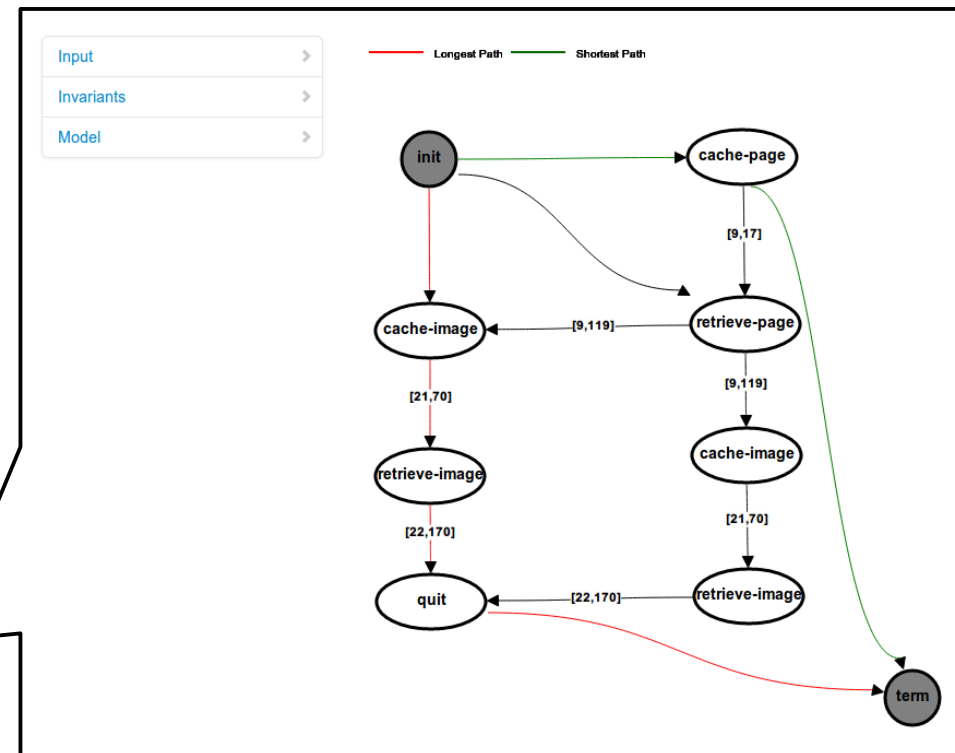 Input
Invariants
Model
Longest Path
Shortest Path
init
cache-page
[9,17]
cache-image
[9,119]
retrieve-page
[21,70]
[9,119]
cache-image
retrieve-image
[22,170]
[21,70]
quit
[22,170]
retrieve-image
term